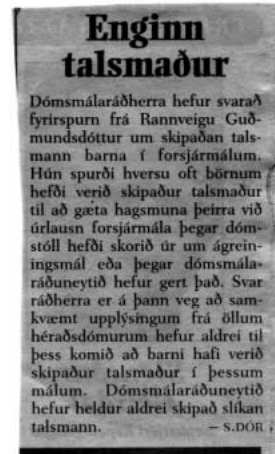 Enginn
talsmaður
Dómsmálaráðherra hefur svarað
fyrirspurn frá Rannveigu Guð-
mundsdóttur um skipaðan tals-
mann barna í forsjármálum.
Hún spurði hversu oft börnum
hefði verið skipaður talsmaður
til að gæta hagsmuna þeirra við
úrlausn forsjármála þegar dóm-
stóll hefði skorið úr um ágrein-
ingsmál eða þegar dómsmála-
ráðuneytið hefur gert það. Svar
ráðherra er á þann veg að sam-
kvæmt upplýsingum frá öllum
héraðsdómurum hefur aldrei til
þess komið að barni hafi verið
skipaður talsmaður í þessum
málum. Dómsmálaráðuneytið
hefur heldur aldrei skipað slíkan
talsmann. – S.DÓR